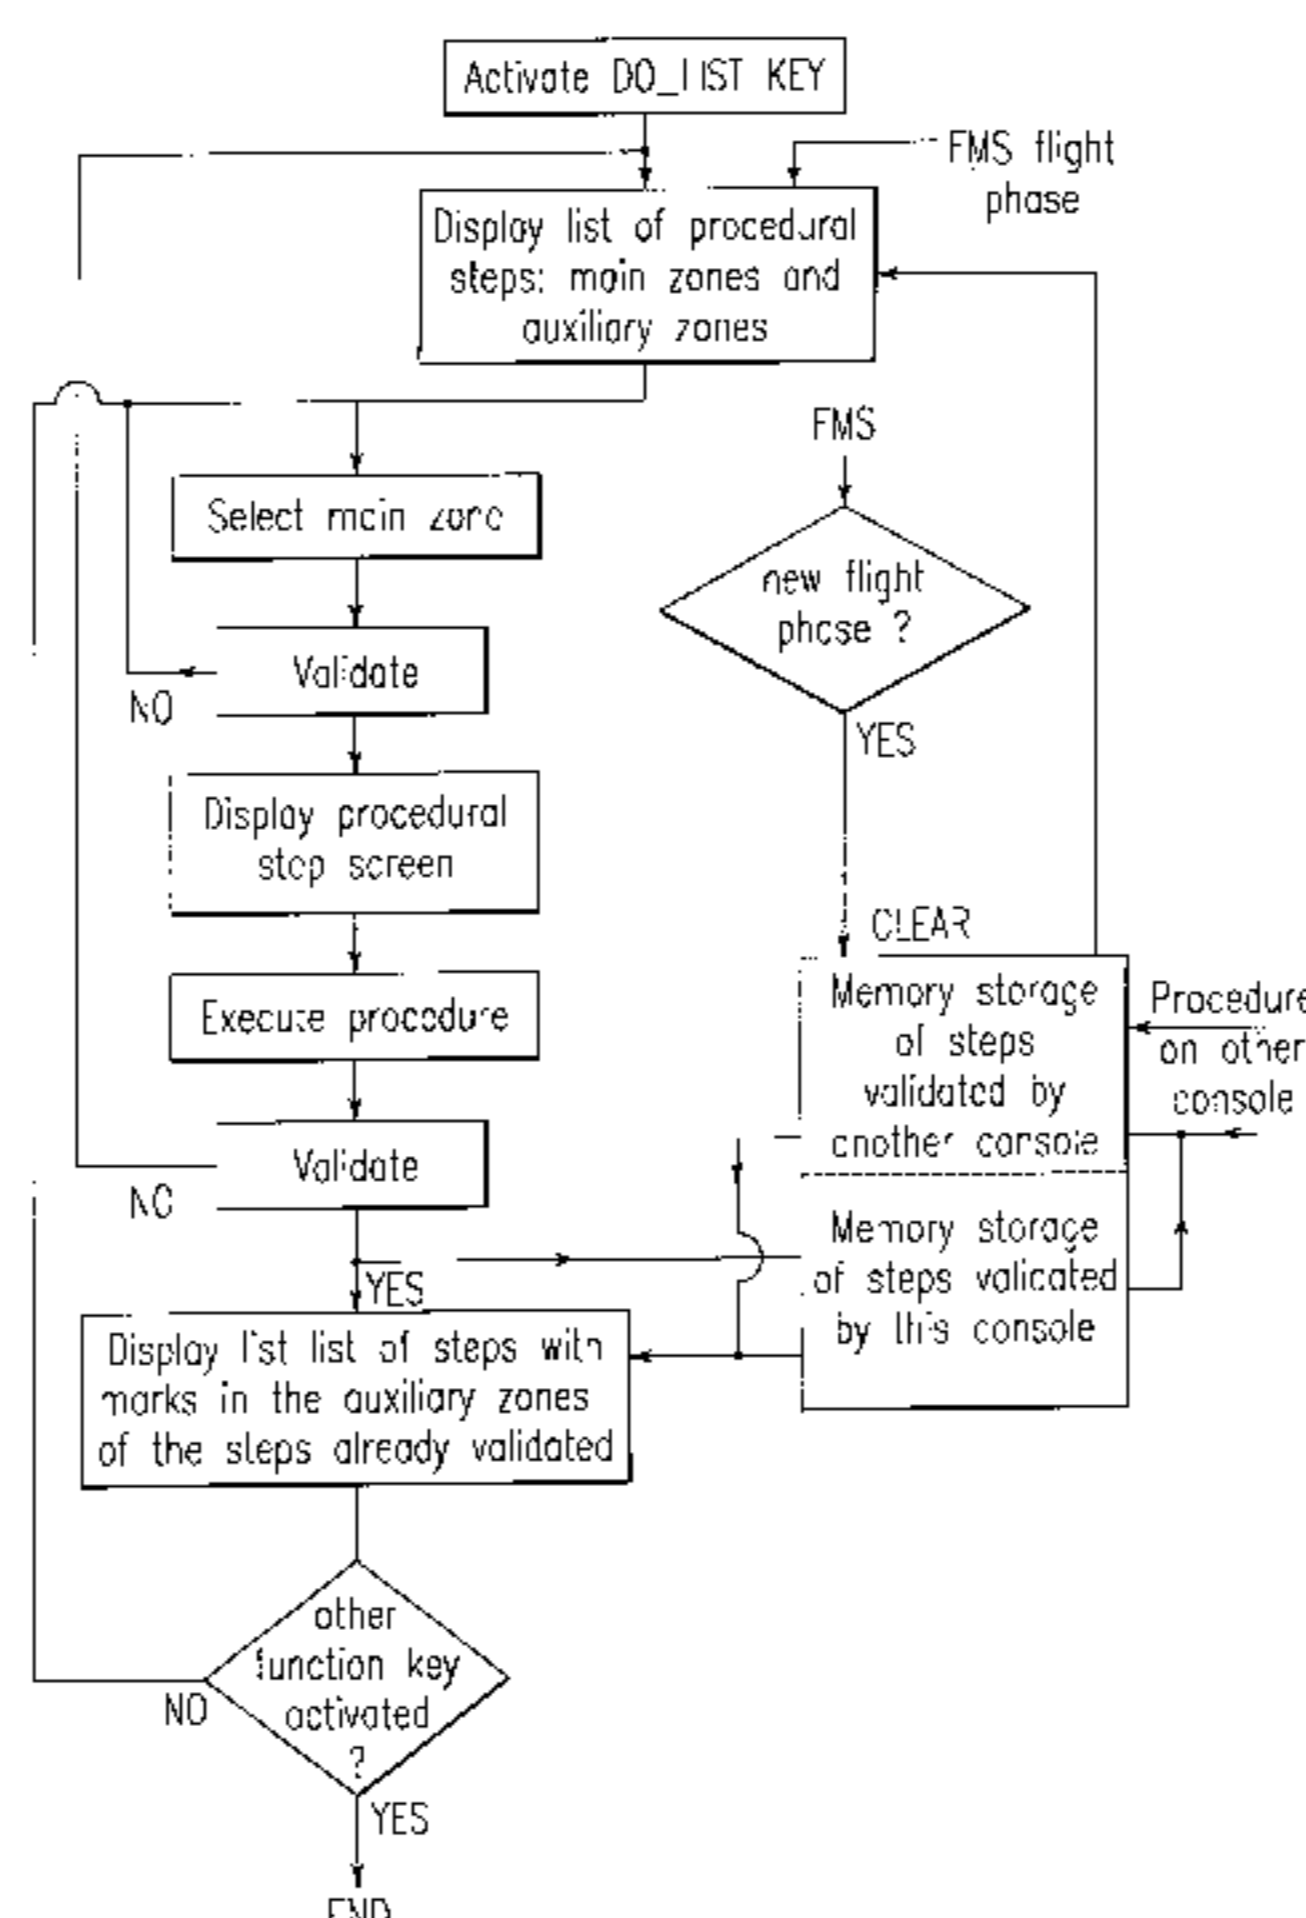 Activate DO_LIST KEY
FMS flight
phase
Display list of procedural
steps: main zones and
auxiliary zones
FMS
Select main zone
new flight
phase ?
Validate
NO
YES
Display procedural
step screen
CLEAR
Memory storage
of steps
validated by
another console
Procedure
on other
console
Execute procedure
Validate
NO
Memory storage
of steps validated
by this console
YES
Display list list of steps with
marks in the auxiliary zones
of the steps already validated
other
function key
activated
?
NO
YES
END